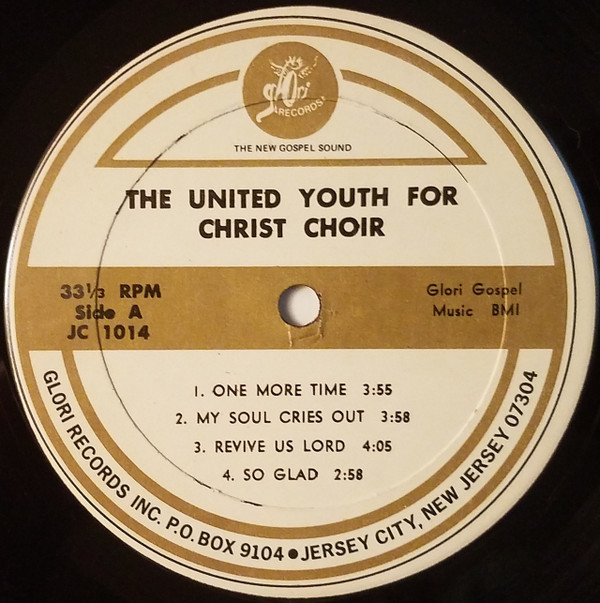 glori
RECORDS
THE NEW GOSPEL SOUND
THE UNITED YOUTH FOR
CHRIST CHOIR
33⅓ RPM
Side A
JC 1014
Glori Gospel
Music BMI
1. ONE MORE TIME 3:55
2. MY SOUL CRIES OUT 3:58
3. REVIVE US LORD 4:05
4. SO GLAD 2:58
GLORI RECORDS INC. P.O. BOX 9104 ● JERSEY CITY, NEW JERSEY 07304